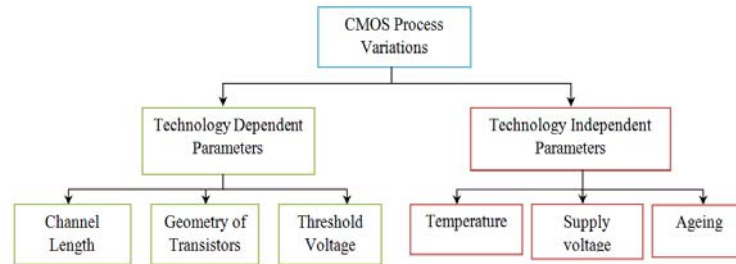 CMOS Process
Variations
Technology Dependent
Parameters
Technology Independent
Parameters
Channel
Length
Geometry of
Transistors
Threshold
Voltage
Temperature
Supply
voltage
Ageing